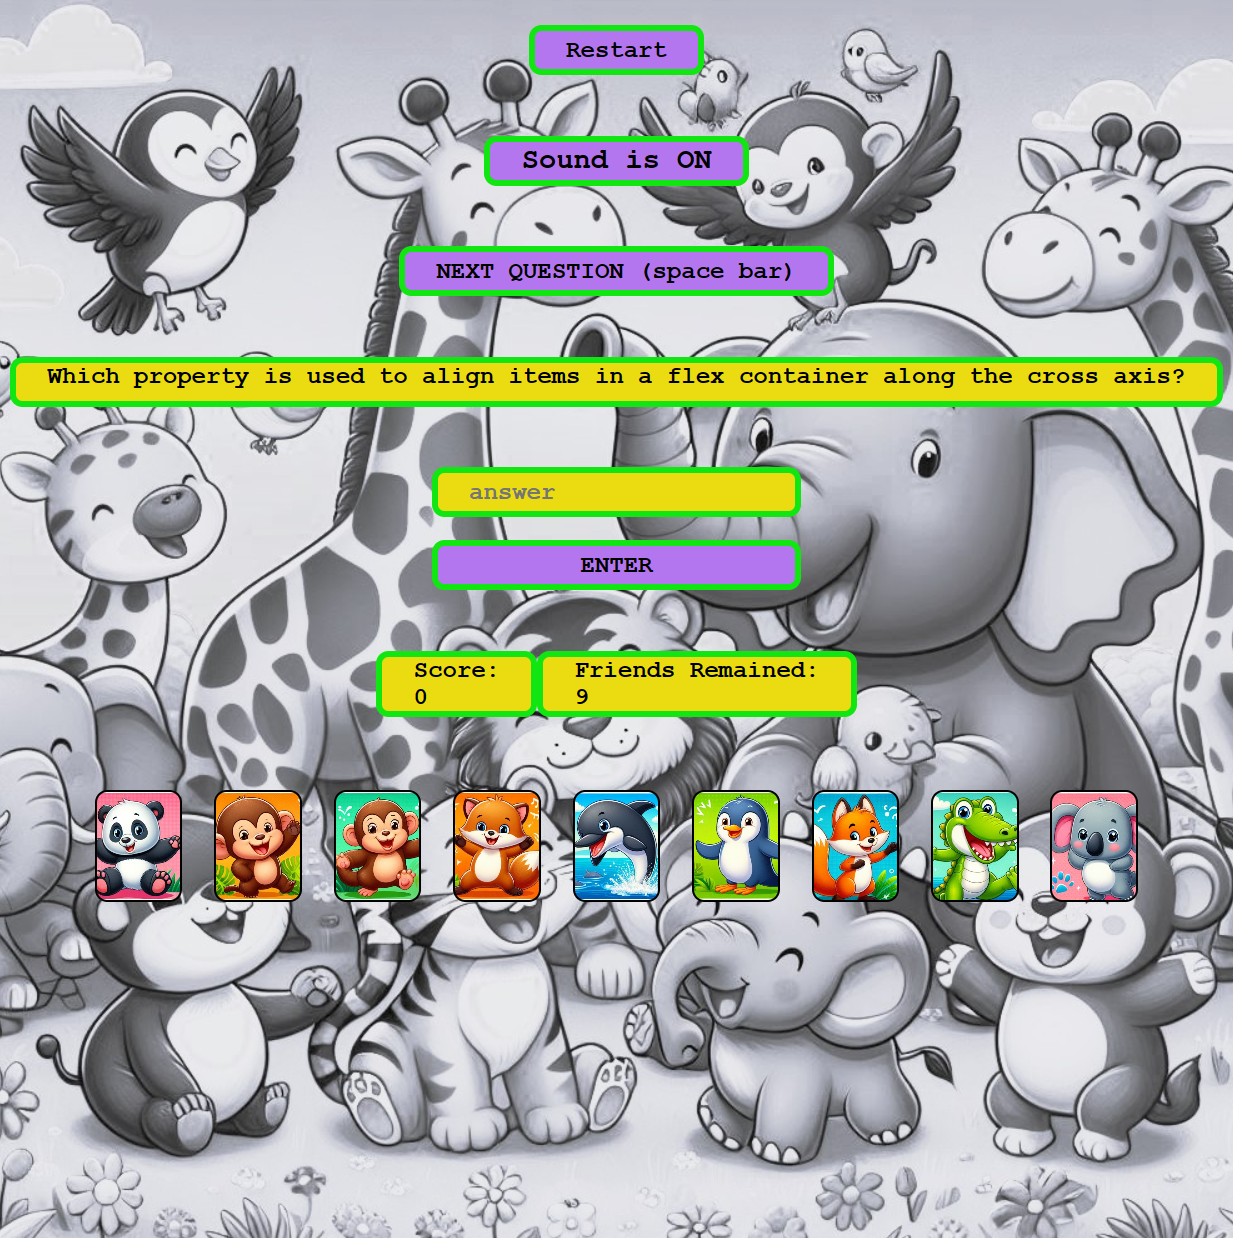 Restart
Sound is ON
NEXT QUESTION (space bar)
Which property is used to align items in a flex container along the cross axis?
answer
ENTER
Score:
0
Friends Remained:
9